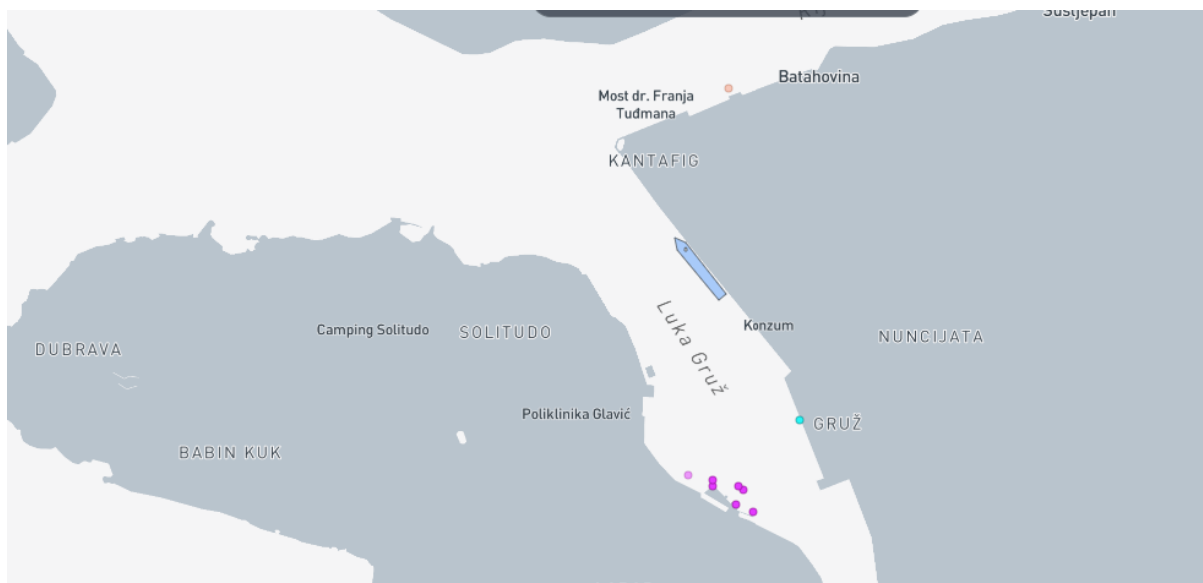 Sustjepan
Batahovina
Most dr. Franja
Tuđmana
KANTAFIG
Luka Gruž
Konzum
Camping Solitudo
SOLITUDO
NUNCIJATA
DUBRAVA
Poliklinika Glavić
GRUŽ
BABIN KUK